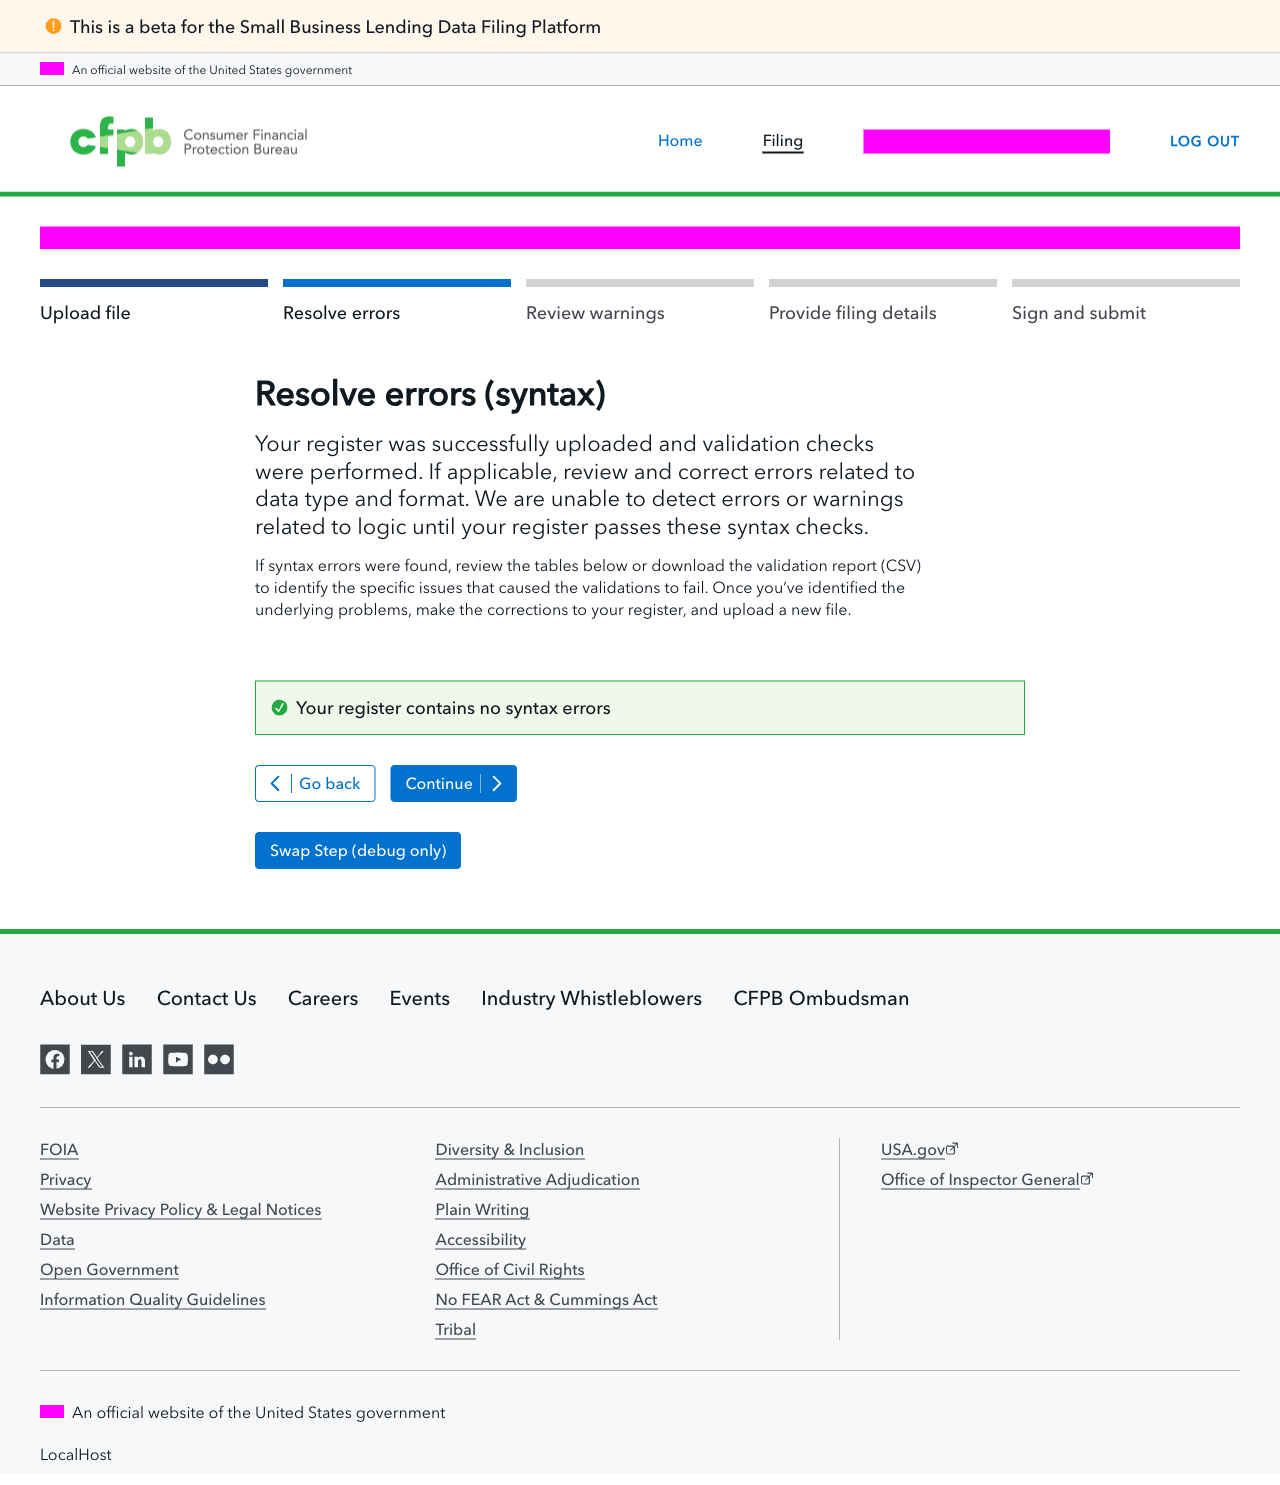 This is a beta for the Small Business Lending Data Filing Platform
An official website of the United States government
cfpb Consumer Financial
Protection Bureau
Home Filing LOG OUT
Upload file Resolve errors Review warnings Provide filing details Sign and submit
Resolve errors (syntax)
Your register was successfully uploaded and validation checks
were performed. If applicable, review and correct errors related to
data type and format. We are unable to detect errors or warnings
related to logic until your register passes these syntax checks.
If syntax errors were found, review the tables below or download the validation report (CSV)
to identify the specific issues that caused the validations to fail. Once you’ve identified the
underlying problems, make the corrections to your register, and upload a new file.
Your register contains no syntax errors
Go back Continue
Swap Step (debug only)
About Us Contact Us Careers Events Industry Whistleblowers CFPB Ombudsman
FOIA
Privacy
Website Privacy Policy & Legal Notices
Data
Open Government
Information Quality Guidelines
Diversity & Inclusion
Administrative Adjudication
Plain Writing
Accessibility
Office of Civil Rights
No FEAR Act & Cummings Act
Tribal
USA.gov
Office of Inspector General
An official website of the United States government
LocalHost